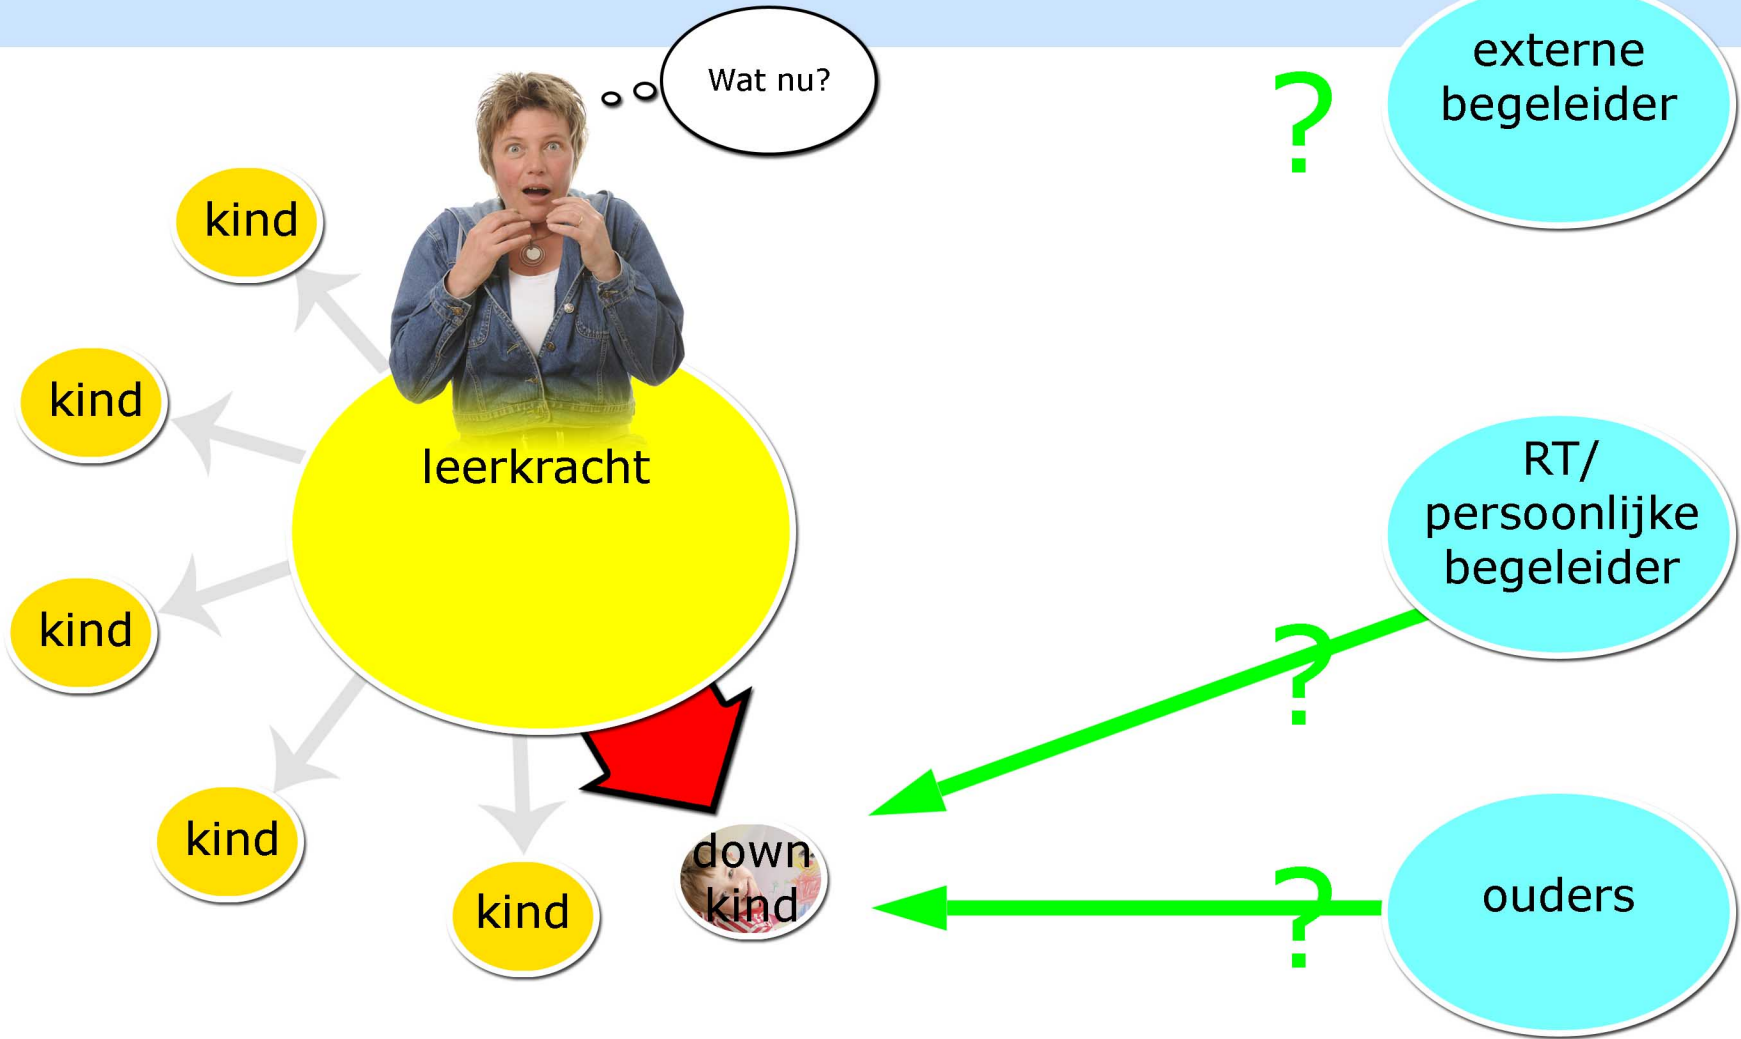 Wat nu?
externe
begeleider
?
kind
kind
leerkracht
RT/
persoonlijke
begeleider
?
kind
kind
kind
down
kind
?
ouders